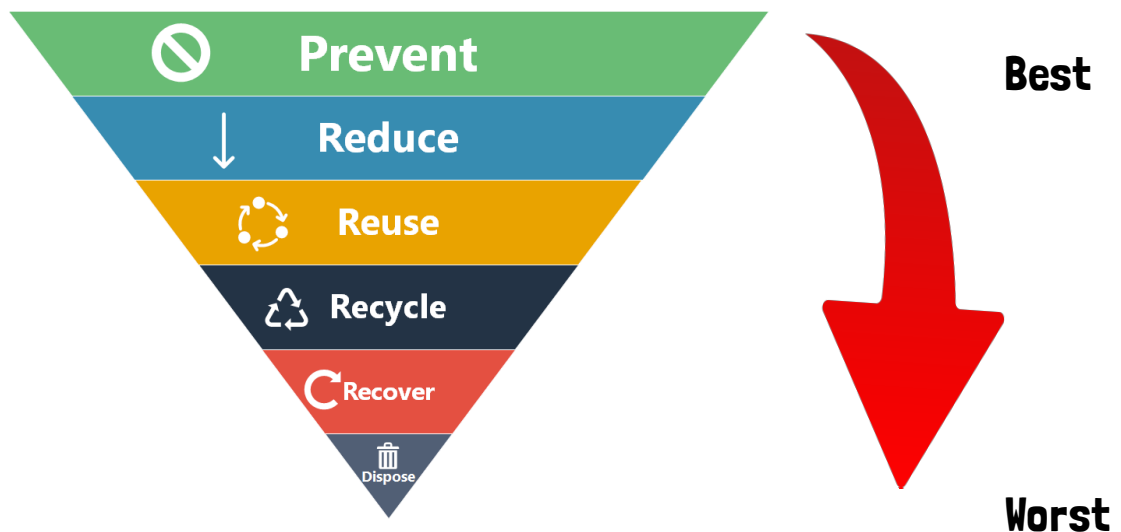 Prevent
Best
Reduce
Reuse
Recycle
Recover
Dispose
Worst